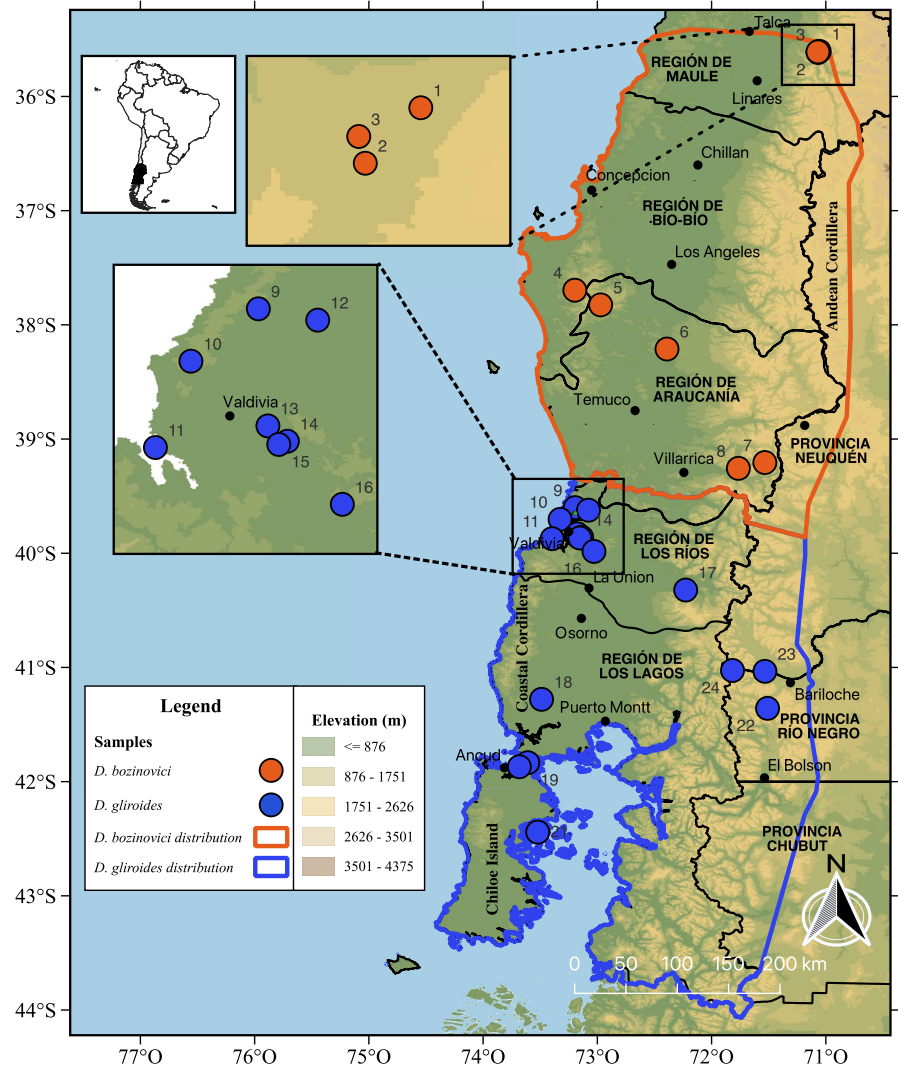 Talca
3
1
2
REGIÓN DE
MAULE
Linares
36°S
1
3
2
Chillan
Concepcion
37°S
REGIÓN DE
BÍO-BÍO
Los Angeles
Andean Cordillera
4
5
38°S
6
9
12
10
REGIÓN DE
ARAUCANÍA
Temuco
Valdivia
13
14
11
15
39°S
PROVINCIA
NEUQUÉN
8
7
Villarrica
16
9
10
11
14
Valdivia
REGIÓN DE
LOS RÍOS
40°S
16
La Union
17
Coastal Cordillera
Osorno
REGIÓN DE
LOS LAGOS
41°S
23
24
Bariloche
18
Puerto Montt
22
PROVINCIA
RÍO NEGRO
Legend
Samples
D. bozinovici
D. gliroides
D. bozinovici distribution
D. gliroides distribution
Elevation (m)
<= 876
876 - 1751
1751 - 2626
2626 - 3501
3501 - 4375
Ancud
19
El Bolson
42°S
21
PROVINCIA
CHUBUT
Chiloe Island
N
43°S
0 50 100 150 200 km
44°S
77°O 76°O 75°O 74°O 73°O 72°O 71°O